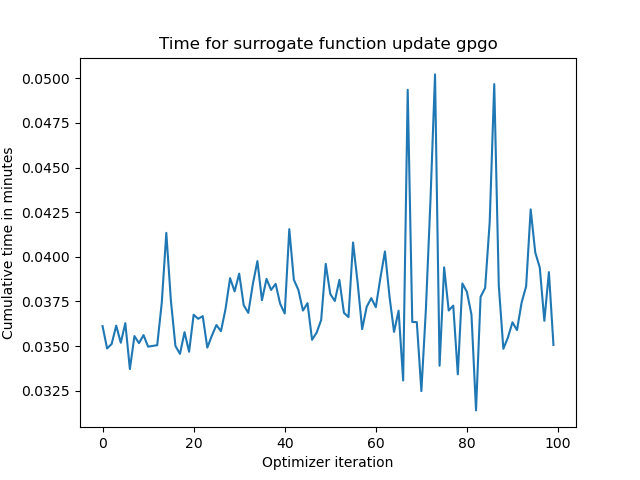 Time for surrogate function update gpgo
Cumulative time in minutes
0.0500
0.0475
0.0450
0.0425
0.0400
0.0375
0.0350
0.0325
0 20 40 60 80 100
Optimizer iteration